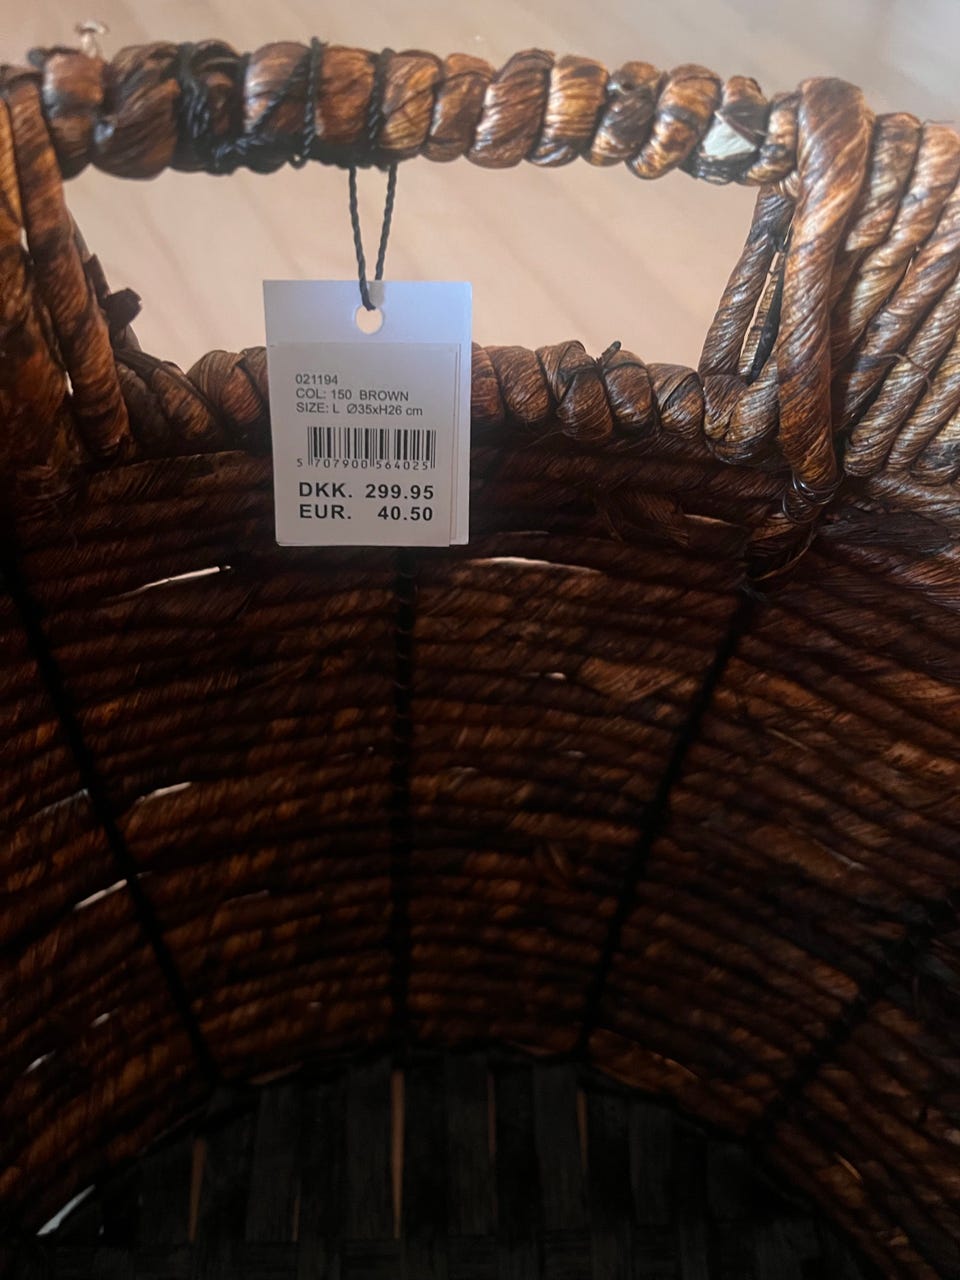 021194
COL: 150 BROWN
SIZE: L Ø35xH26 cm
5 707900 564025
DKK. 299.95
EUR. 40.50